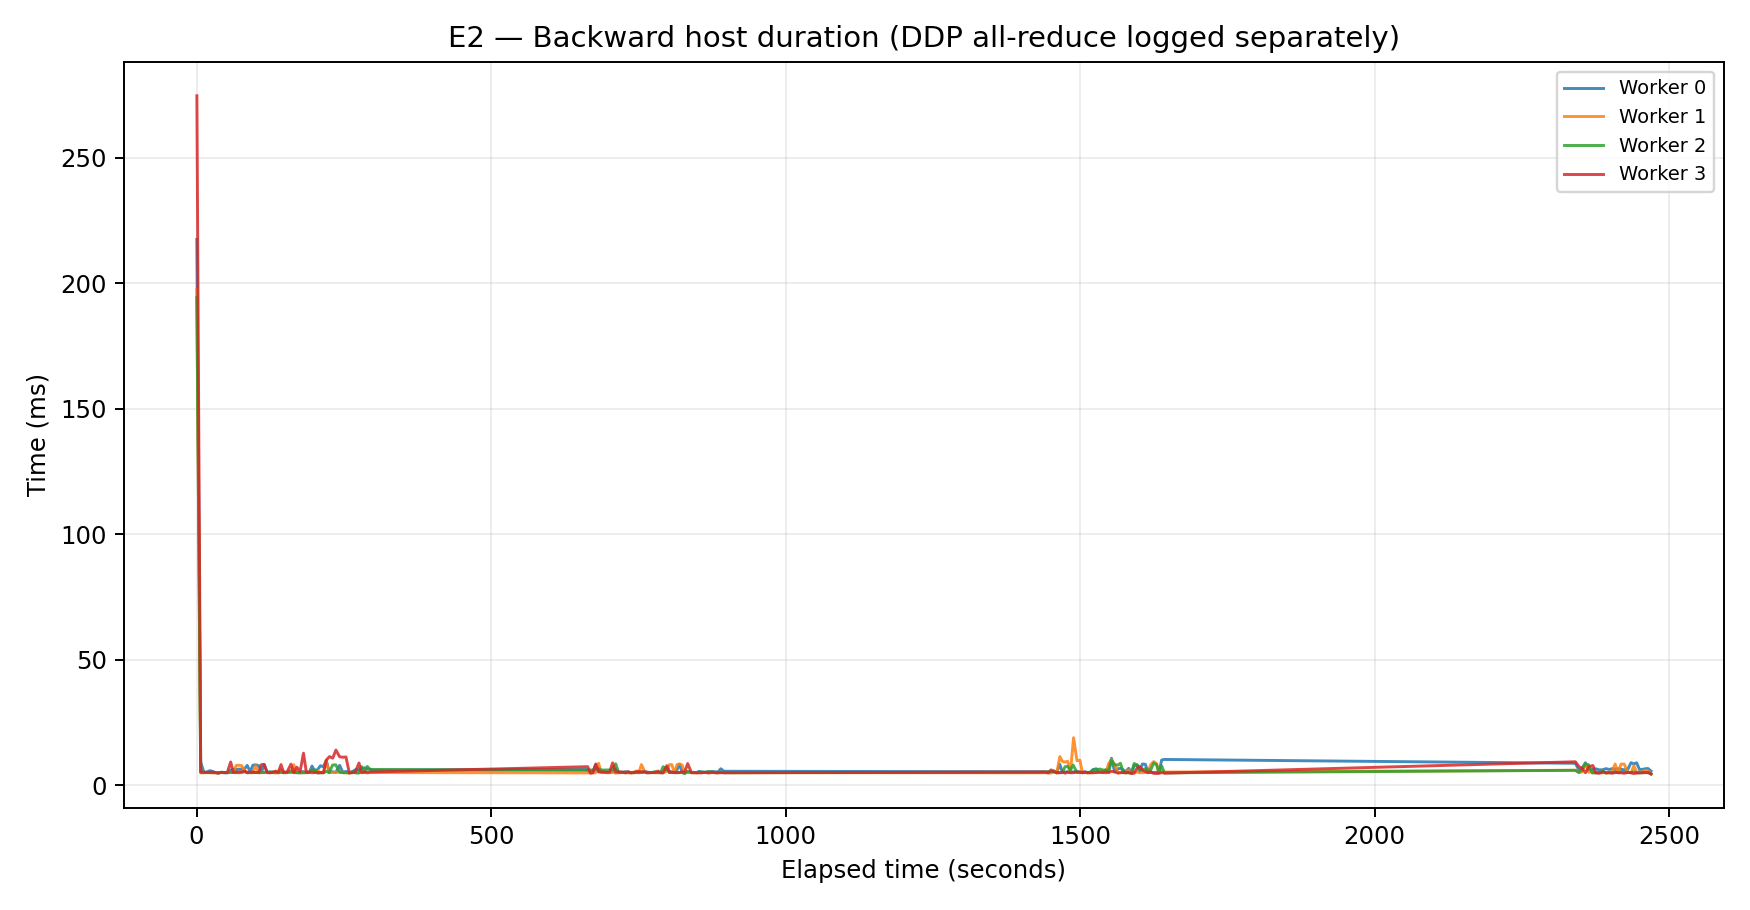 E2 — Backward host duration (DDP all-reduce logged separately)
Worker 0
Worker 1
Worker 2
Worker 3
Time (ms)
250
200
150
100
50
0
0 500 1000 1500 2000 2500
Elapsed time (seconds)